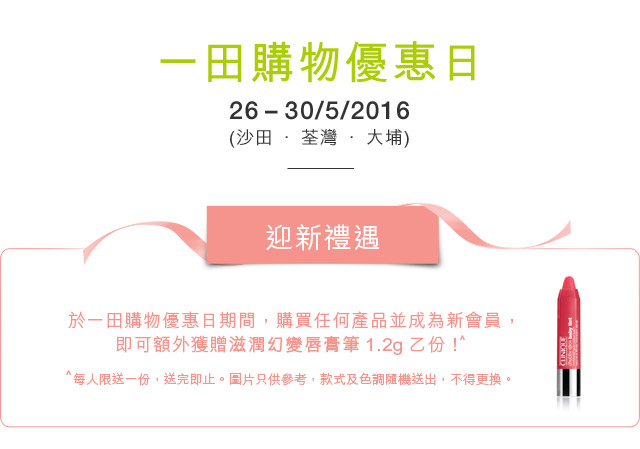 一田購物優惠日
26 – 30/5/2016
(沙田 · 荃灣 · 大埔)
迎新禮遇
於一田購物優惠日期間，購買任何產品並成為新會員，
即可額外獲贈滋潤幻變唇膏筆 1.2g 乙份！^
^每人限送一份，送完即止。圖片只供參考，款式及色調隨機送出，不得更換。
CLINIQUE